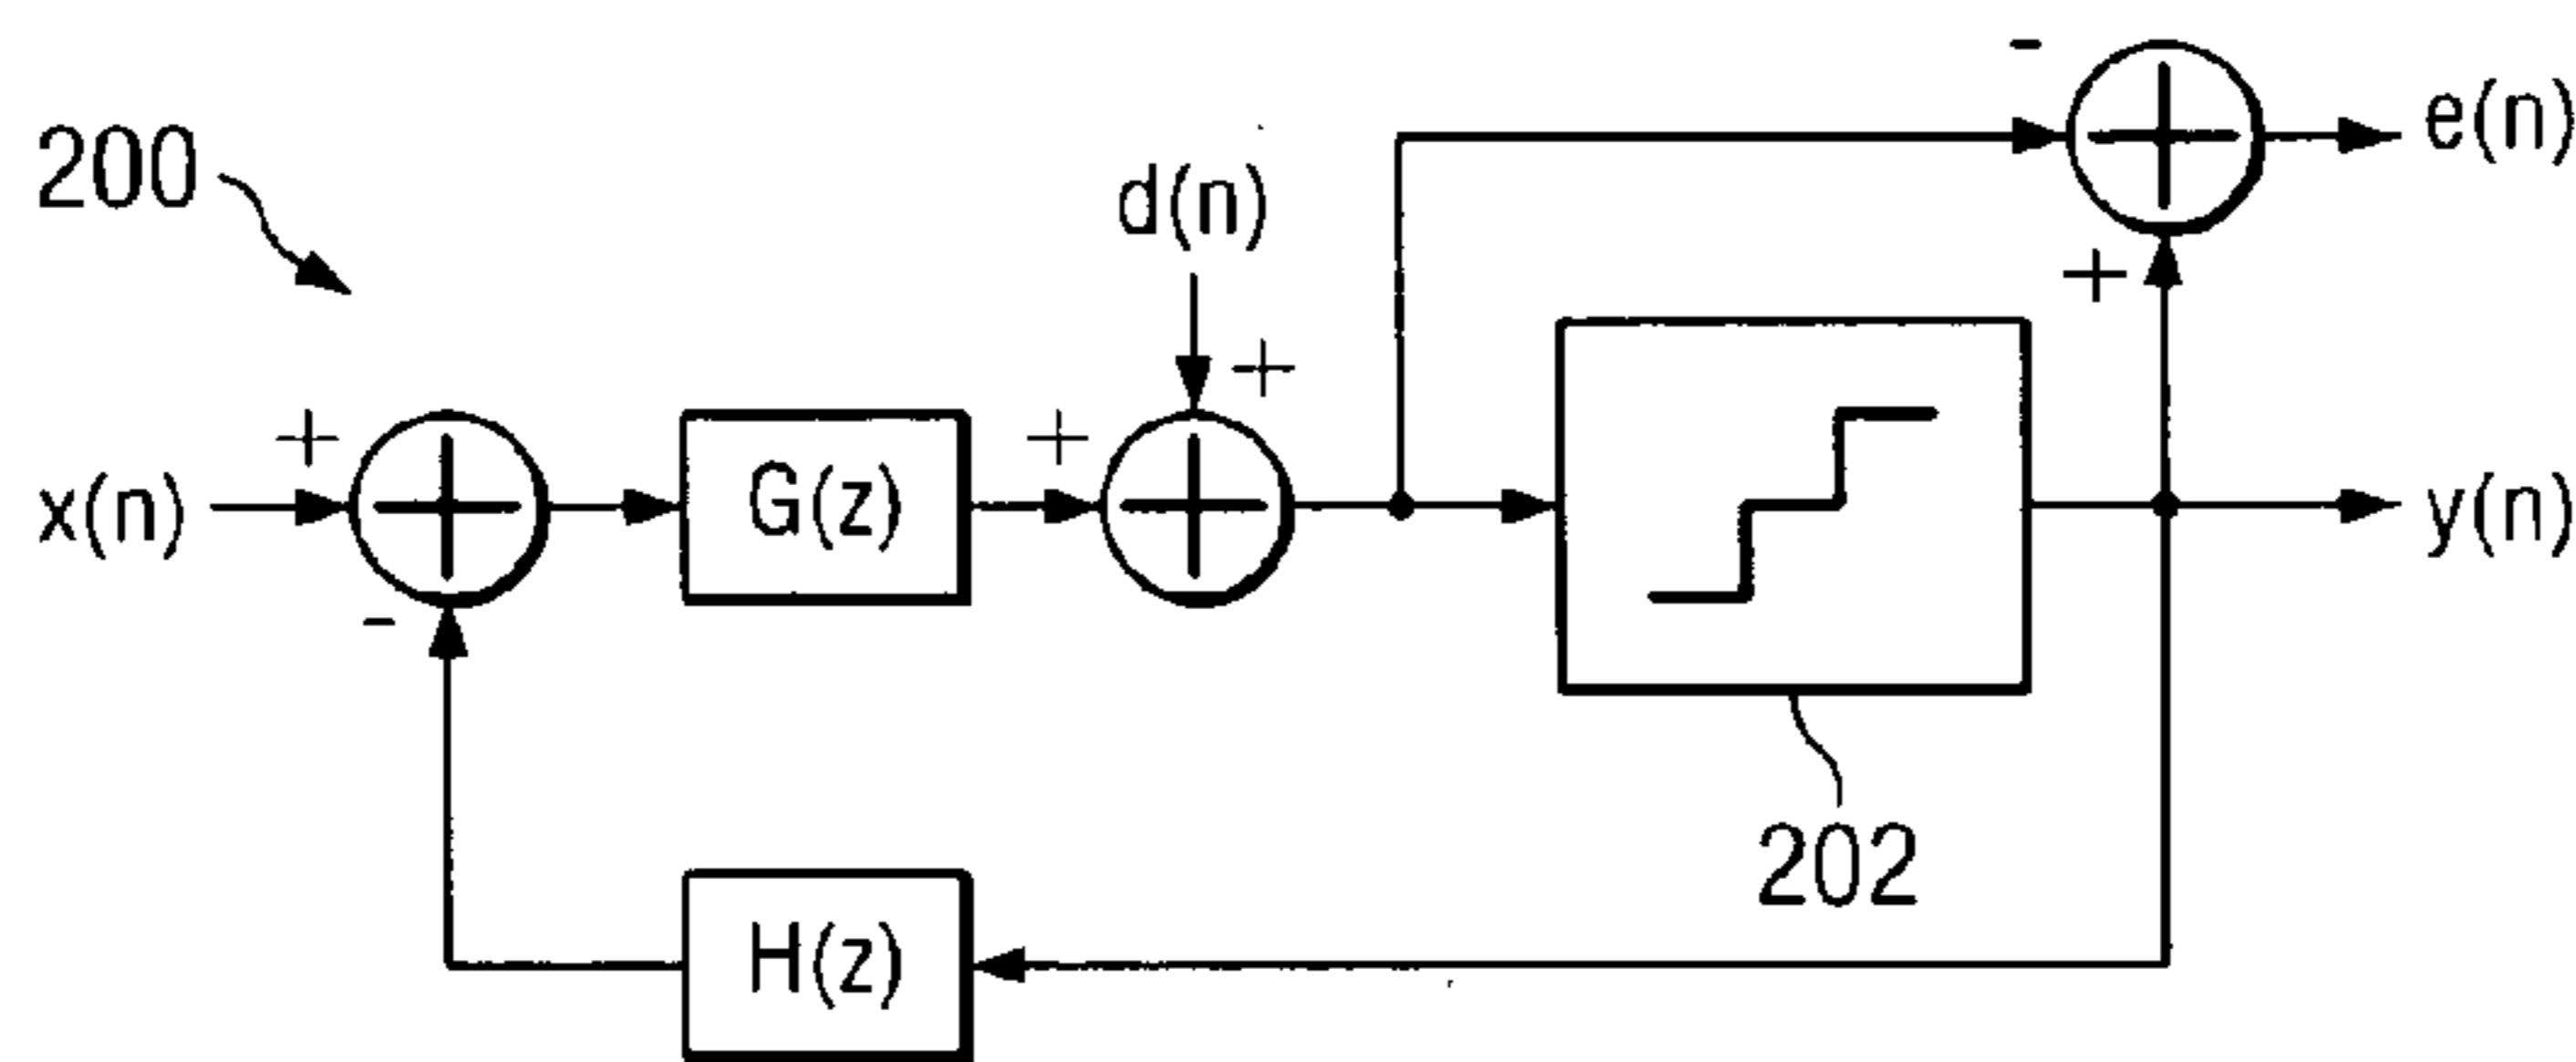 200
d(n)
e(n)
x(n)
G(z)
y(n)
202
H(z)
+
-
+
+
-
+